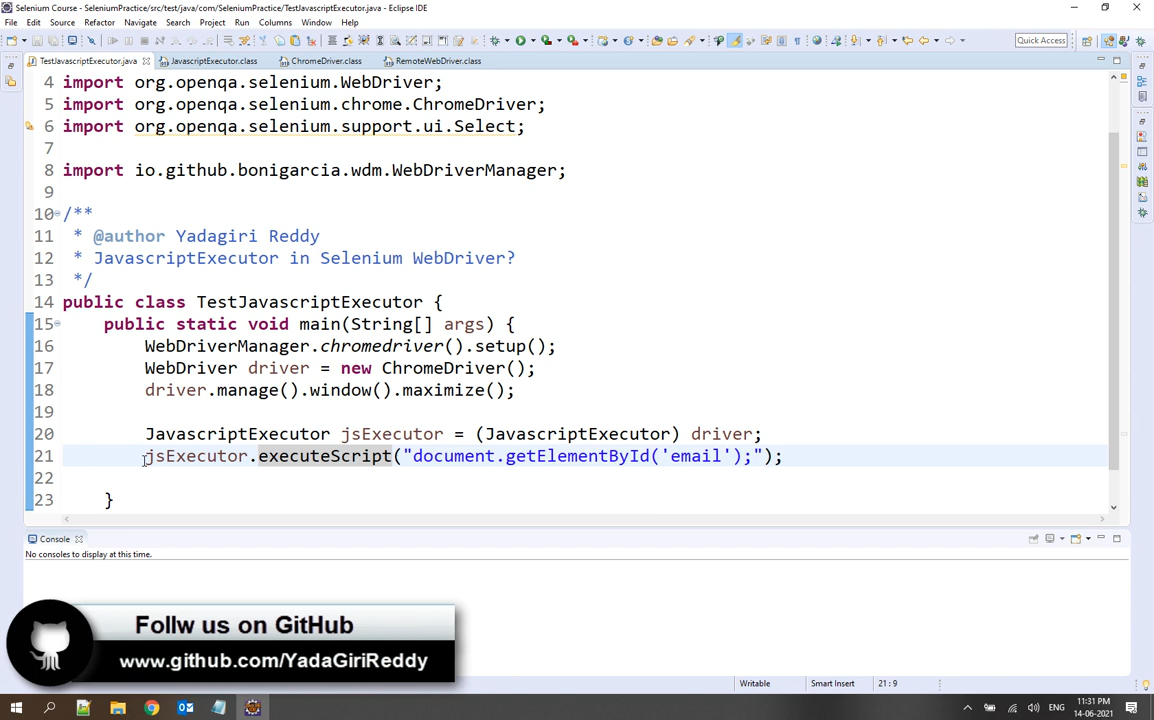 Selenium Course - SeleniumPractice/src/test/java/com/SeleniumPractice/TestJavascriptExecutor.java - Eclipse IDE
File Edit Source Refactor Navigate Search Project Run Columns Window Help
Quick Access
TestJavascriptExecutor.java JavascriptExecutor.class ChromeDriver.class RemoteWebDriver.class
4 import org.openqa.selenium.WebDriver;
5 import org.openqa.selenium.chrome.ChromeDriver;
6 import org.openqa.selenium.support.ui.Select;
7
8 import io.github.bonigarcia.wdm.WebDriverManager;
9
10 /**
11 * @author Yadagiri Reddy
12 * JavascriptExecutor in Selenium WebDriver?
13 */
14 public class TestJavascriptExecutor {
15 public static void main(String[] args) {
16 WebDriverManager.chromedriver().setup();
17 WebDriver driver = new ChromeDriver();
18 driver.manage().window().maximize();
19
20 JavascriptExecutor jsExecutor = (JavascriptExecutor) driver;
21 jsExecutor.executeScript("document.getElementById('email');");
22
23 }
Console
No consoles to display at this time.
Follw us on GitHub
www.github.com/YadaGiriReddy
Writable Smart Insert 21 : 9
ENG 11:31 PM
14-06-2021